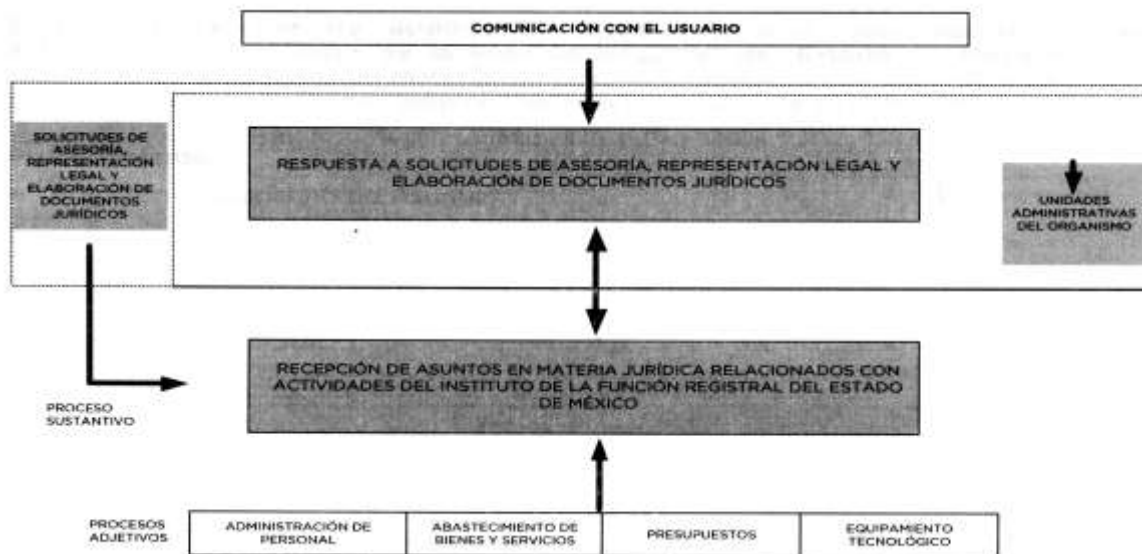 COMUNICACIÓN CON EL USUARIO
SOLICITUDES DE
ASESORÍA,
REPRESENTACIÓN
LEGAL Y
ELABORACIÓN DE
DOCUMENTOS
JURÍDICOS
RESPUESTA A SOLICITUDES DE ASESORÍA, REPRESENTACIÓN LEGAL Y
ELABORACIÓN DE DOCUMENTOS JURÍDICOS
UNIDADES
ADMINISTRATIVAS
DEL ORGANISMO
RECEPCIÓN DE ASUNTOS EN MATERIA JURÍDICA RELACIONADOS CON
ACTIVIDADES DEL INSTITUTO DE LA FUNCIÓN REGISTRAL DEL ESTADO
DE MÉXICO
PROCESO
SUSTANTIVO
PROCESOS
ADJETIVOS
ADMINISTRACIÓN DE
PERSONAL
ABASTECIMIENTO DE
BIENES Y SERVICIOS
PRESUPUESTOS
EQUIPAMIENTO
TECNOLÓGICO